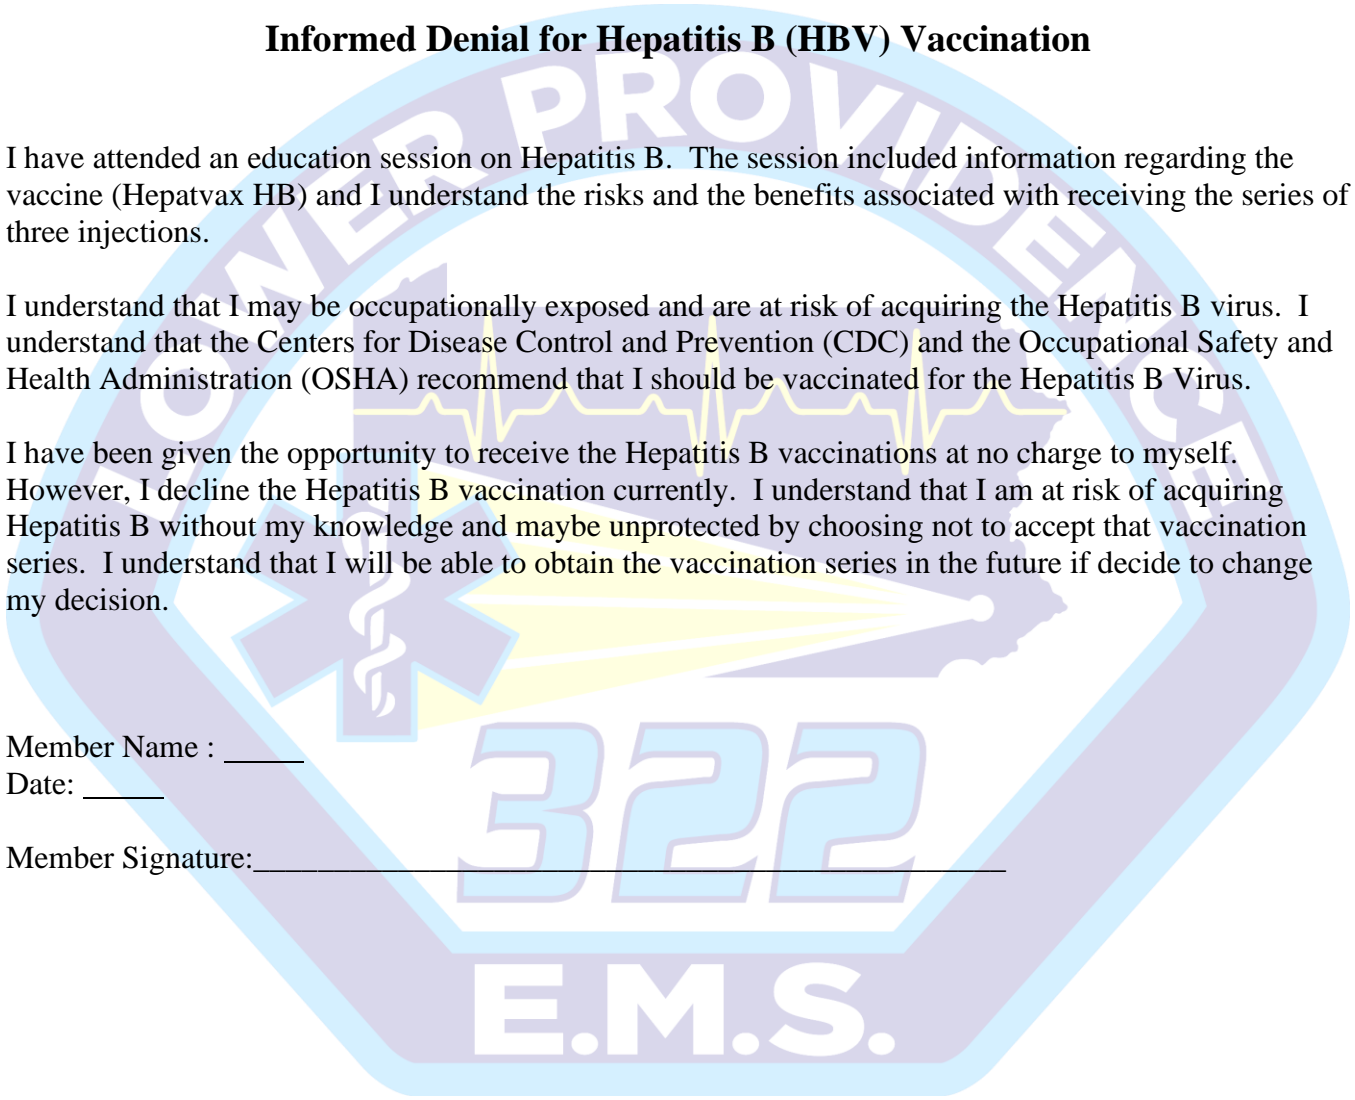 Informed Denial for Hepatitis B (HBV) Vaccination
LOWER PROVIDENCE
I have attended an education session on Hepatitis B.  The session included information regarding the
vaccine (Hepatvax HB) and I understand the risks and the benefits associated with receiving the series of
three injections.
I understand that I may be occupationally exposed and are at risk of acquiring the Hepatitis B virus.  I
understand that the Centers for Disease Control and Prevention (CDC) and the Occupational Safety and
Health Administration (OSHA) recommend that I should be vaccinated for the Hepatitis B Virus.
I have been given the opportunity to receive the Hepatitis B vaccinations at no charge to myself.
However, I decline the Hepatitis B vaccination currently.  I understand that I am at risk of acquiring
Hepatitis B without my knowledge and maybe unprotected by choosing not to accept that vaccination
series.  I understand that I will be able to obtain the vaccination series in the future if decide to change
my decision.
Member Name : _____
Date: _____
322
Member Signature:_______________________________________________
E.M.S.